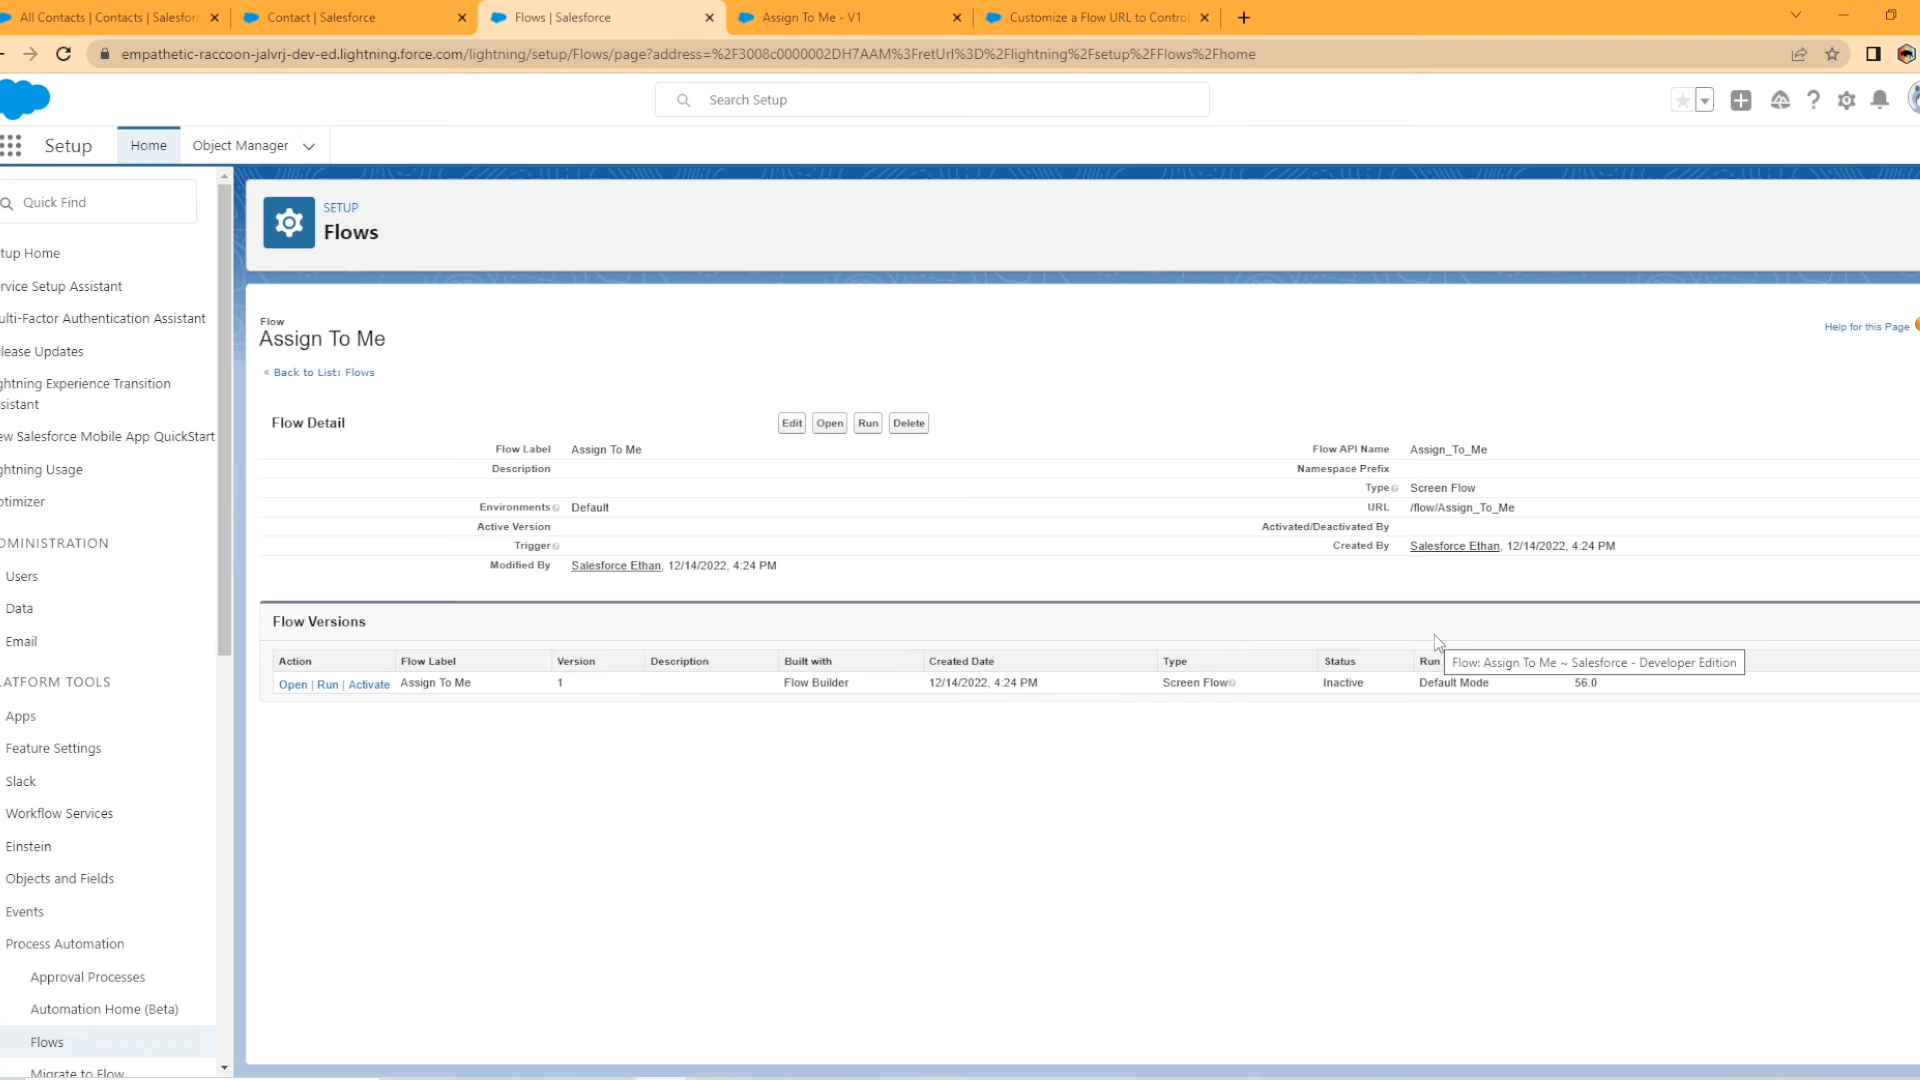 All Contacts | Contacts | Salesfor
Contact | Salesforce
Flows | Salesforce
Assign To Me - V1
Customize a Flow URL to Contro
empathetic-raccoon-jalvrj-dev-ed.lightning.force.com/lightning/setup/Flows/page?address=%2F3008c0000002DH7AAM%3FretUrl%3D%2Flightning%2Fsetup%2FFlows%2Fhome
Search Setup
Setup
Home
Object Manager
Quick Find
tup Home
rvice Setup Assistant
ulti-Factor Authentication Assistant
lease Updates
ghtning Experience Transition
sistant
ew Salesforce Mobile App QuickStart
ghtning Usage
ptimizer
DMINISTRATION
Users
Data
Email
LATFORM TOOLS
Apps
Feature Settings
Slack
Workflow Services
Einstein
Objects and Fields
Events
Process Automation
Approval Processes
Automation Home (Beta)
Flows
Migrate to Flow
SETUP
Flows
Flow
Assign To Me
Help for this Page
« Back to List: Flows
Flow Detail
Edit
Open
Run
Delete
Flow Label Assign To Me
Flow API Name Assign_To_Me
Description
Namespace Prefix
Type Screen Flow
Environments Default
URL /flow/Assign_To_Me
Active Version
Activated/Deactivated By
Trigger
Created By Salesforce Ethan, 12/14/2022, 4:24 PM
Modified By Salesforce Ethan, 12/14/2022, 4:24 PM
Flow Versions
Action Flow Label Version Description Built with Created Date Type Status Run
Flow: Assign To Me ~ Salesforce - Developer Edition
Open | Run | Activate Assign To Me 1 Flow Builder 12/14/2022, 4:24 PM Screen Flow Inactive Default Mode 56.0